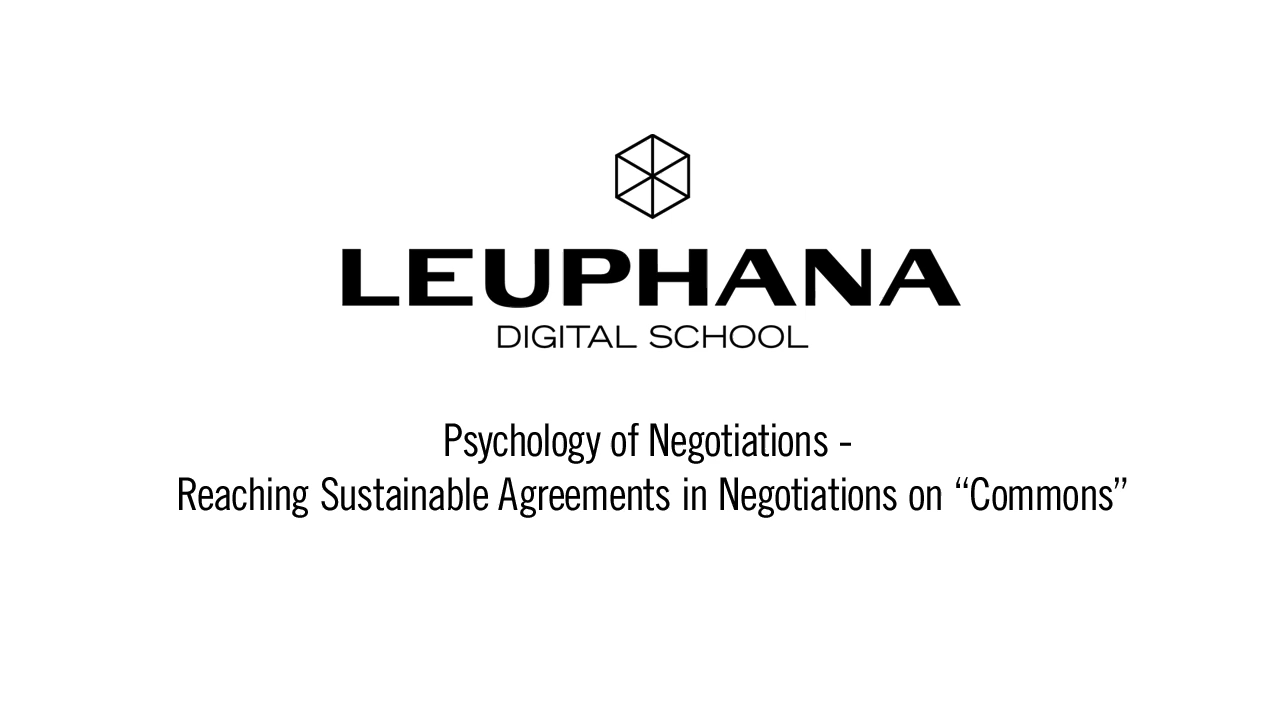 LEUPHANA
DIGITAL SCHOOL
Psychology of Negotiations -
Reaching Sustainable Agreements in Negotiations on “Commons”